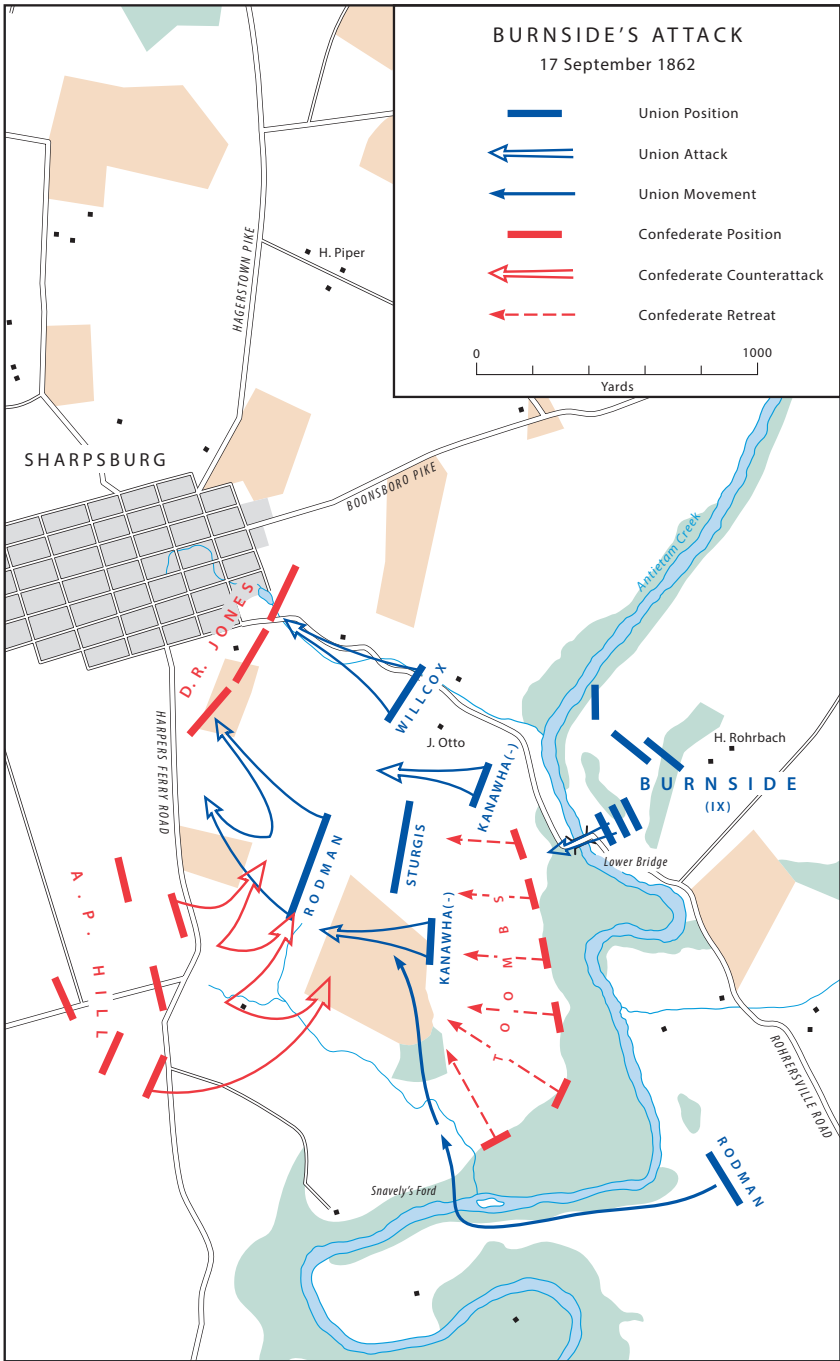 BURNSIDE'S ATTACK
17 September 1862
Union Position
Union Attack
Union Movement
Confederate Position
Confederate Counterattack
Confederate Retreat
0 1000
Yards
HAGERSTOWN PIKE
H. Piper
SHARPSBURG
BOONSBORO PIKE
Antietam Creek
D. R. JONES
WILLCOX
J. Otto
H. Rohrbach
BURNSIDE
(IX)
KANAWHA(-)
HARPERS FERRY ROAD
STURGIS
RODMAN
Lower Bridge
A. P. HILL
KANAWHA(-)
TOOMBS
ROHRERSVILLE ROAD
RODMAN
Snavely's Ford